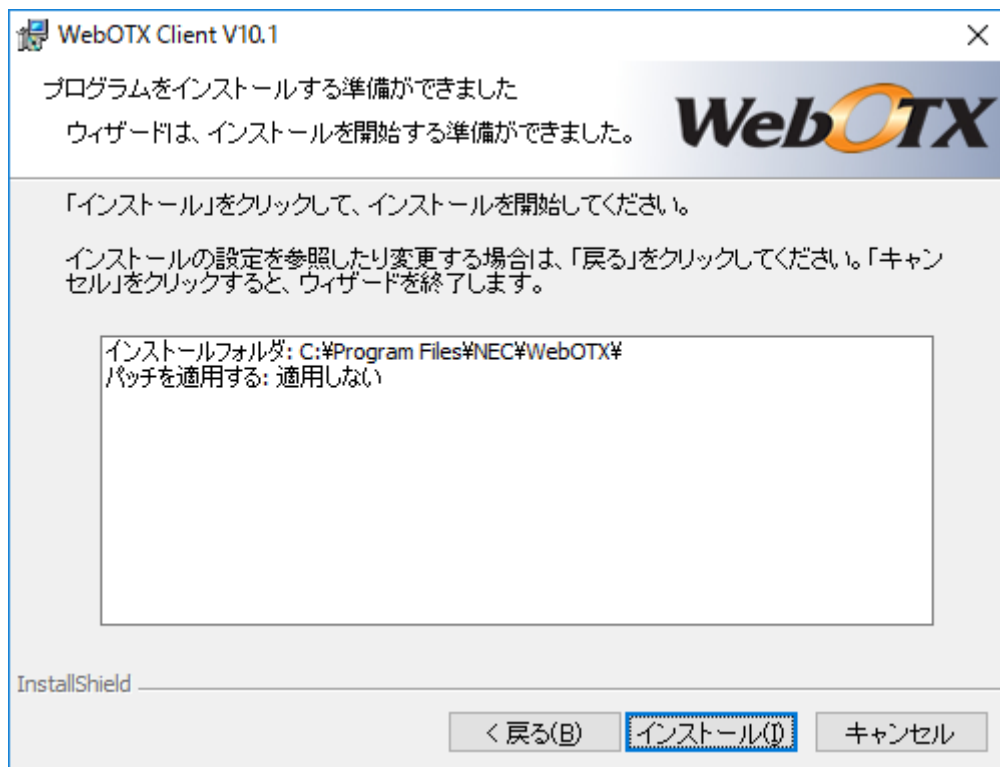 WebOTX Client V10.1
プログラムをインストールする準備ができました
ウィザードは、インストールを開始する準備ができました。
WebOTX
「インストール」をクリックして、インストールを開始してください。
インストールの設定を参照したり変更する場合は、「戻る」をクリックしてください。「キャン
セル」をクリックすると、ウィザードを終了します。
インストールフォルダ: C:¥Program Files¥NEC¥WebOTX¥
パッチを適用する: 適用しない
InstallShield
< 戻る(B)
インストール(I)
キャンセル